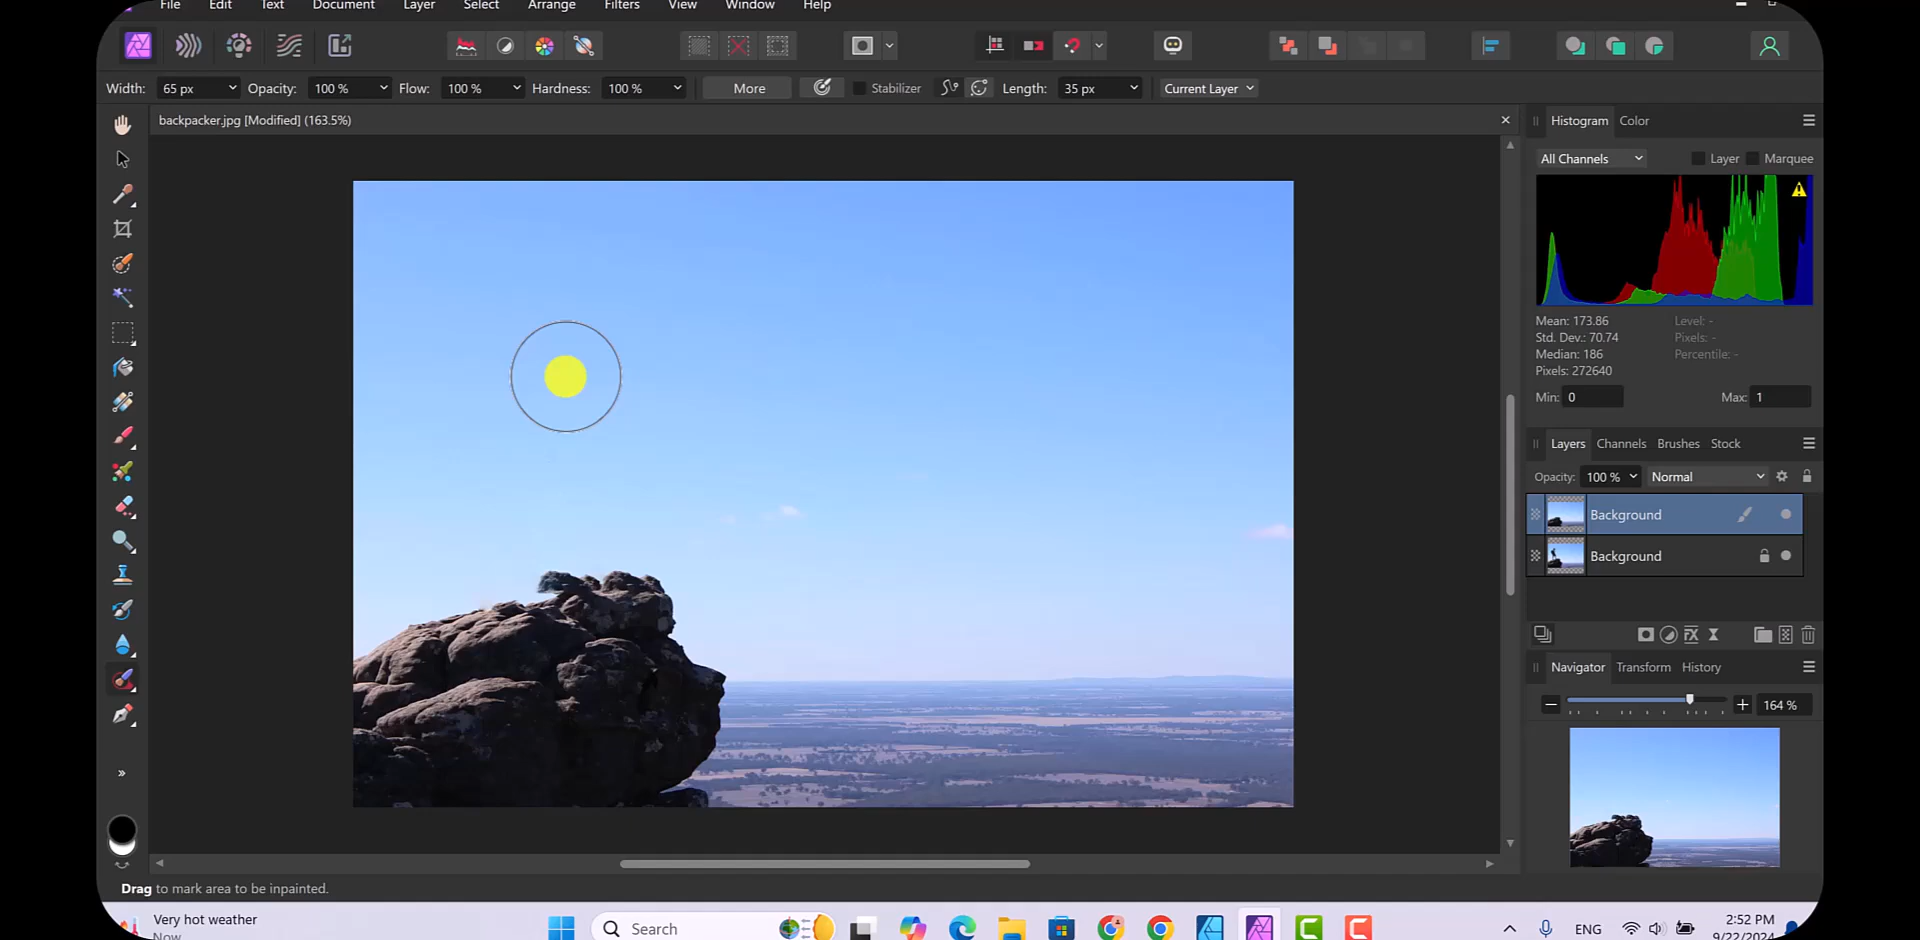 File Edit Text Document Layer Select Arrange Filters View Window Help
Width: 65 px Opacity: 100 % Flow: 100 % Hardness: 100 % More Stabilizer Length: 35 px Current Layer
backpacker.jpg [Modified] (163.5%)
Histogram Color
All Channels Layer Marquee
Mean: 173.86 Level: -
Std. Dev.: 70.74 Pixels: -
Median: 186 Percentile: -
Pixels: 272640
Min: 0 Max: 1
Layers Channels Brushes Stock
Opacity: 100 % Normal
Background
Background
Navigator Transform History
164 %
Drag to mark area to be inpainted.
Very hot weather
Now
Search
ENG
2:52 PM
9/22/2024